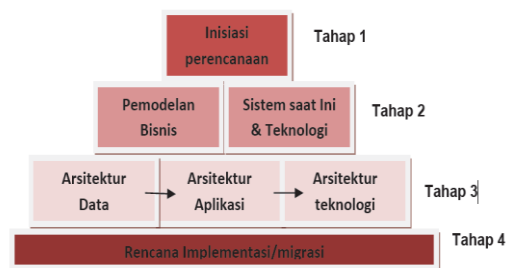 Inisiasi
perencanaan
Tahap 1
Pemodelan
Bisnis
Sistem saat Ini
& Teknologi
Tahap 2
Arsitektur
Data
Arsitektur
Aplikasi
Arsitektur
teknologi
Tahap 3
Rencana Implementasi/migrasi
Tahap 4